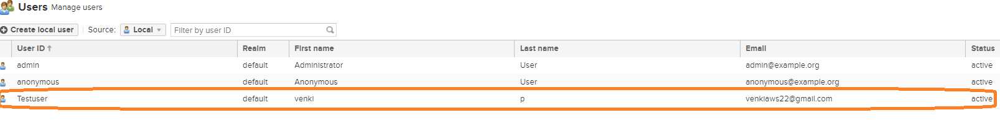 Users Manage users
Create local user Source: Local Filter by user ID
User ID Realm First name Last name Email Status
admin default Administrator User admin@example.org active
anonymous default Anonymous User anonymous@example.org active
Testuser default venki p venkiaws22@gmail.com active